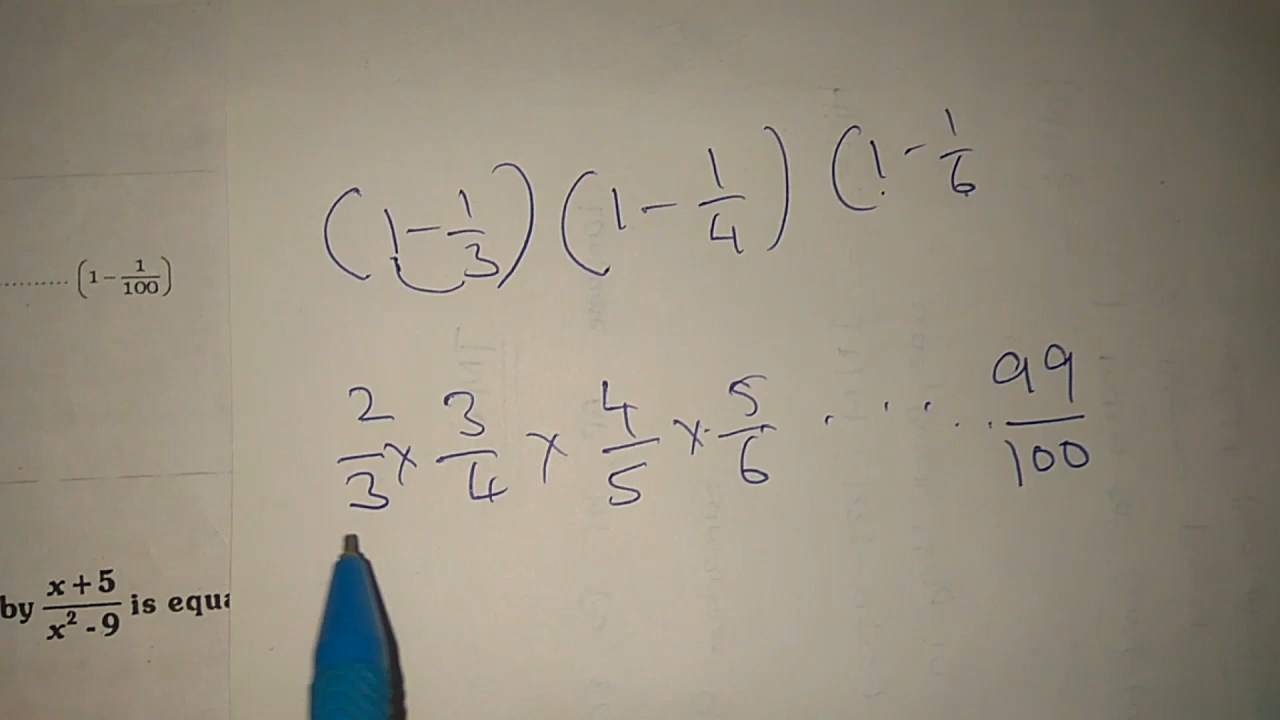 (1 - 1/3) (1 - 1/4) (1 - 1/6
.......... (1 - 1/100)
2/3 × 3/4 × 4/5 × 5/6 ....... 99/100
by x+5/x² - 9 is equa